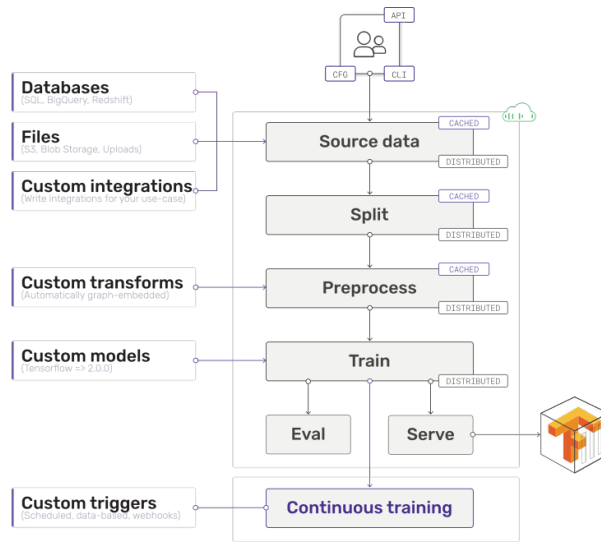 API
CFG
CLI
Databases
(SQL, BigQuery, Redshift)
Files
(S3, Blob Storage, Uploads)
Custom integrations
(Write integrations for your use-case)
CACHED
Source data
DISTRIBUTED
CACHED
Split
DISTRIBUTED
Custom transforms
(Automatically graph-embedded)
CACHED
Preprocess
DISTRIBUTED
Custom models
(Tensorflow => 2.0.0)
Train
DISTRIBUTED
Eval
Serve
Custom triggers
(Scheduled, data-based, webhooks)
Continuous training